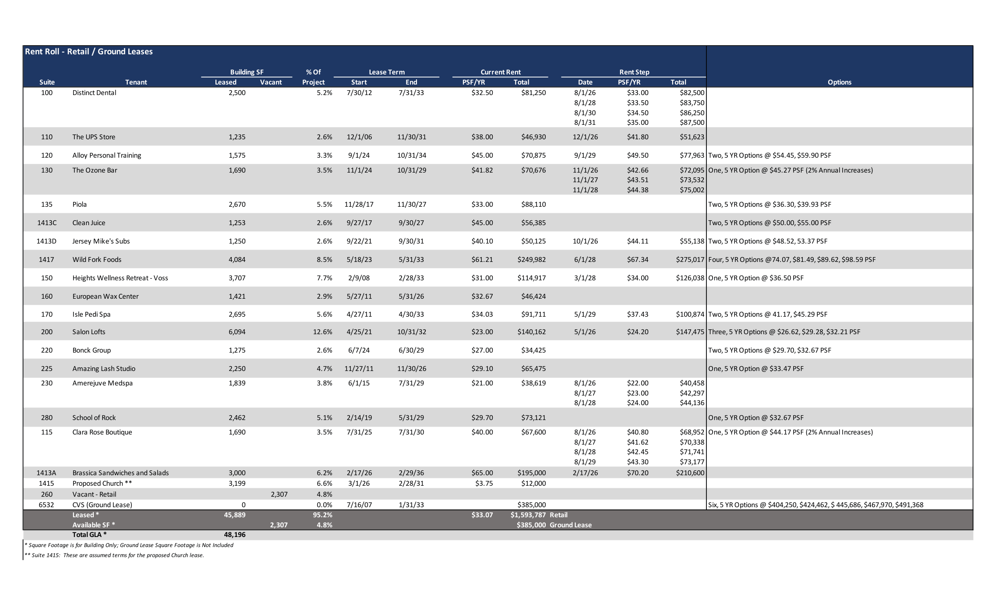 Rent Roll - Retail / Ground Leases
Building SF % Of Lease Term Current Rent Rent Step
Suite Tenant Leased Vacant Project Start End PSF/YR Total Date PSF/YR Total Options
100 Distinct Dental 2,500 5.2% 7/30/12 7/31/33 $32.50 $81,250 8/1/26 $33.00 $82,500
8/1/28 $33.50 $83,750
8/1/30 $34.50 $86,250
8/1/31 $35.00 $87,500
110 The UPS Store 1,235 2.6% 12/1/06 11/30/31 $38.00 $46,930 12/1/26 $41.80 $51,623
120 Alloy Personal Training 1,575 3.3% 9/1/24 10/31/34 $45.00 $70,875 9/1/29 $49.50 $77,963 Two, 5 YR Options @ $54.45, $59.90 PSF
130 The Ozone Bar 1,690 3.5% 11/1/24 10/31/29 $41.82 $70,676 11/1/26 $42.66 $72,095 One, 5 YR Option @ $45.27 PSF (2% Annual Increases)
11/1/27 $43.51 $73,532
11/1/28 $44.38 $75,002
135 Piola 2,670 5.5% 11/28/17 11/30/27 $33.00 $88,110 Two, 5 YR Options @ $36.30, $39.93 PSF
1413C Clean Juice 1,253 2.6% 9/27/17 9/30/27 $45.00 $56,385 Two, 5 YR Options @ $50.00, $55.00 PSF
1413D Jersey Mike's Subs 1,250 2.6% 9/22/21 9/30/31 $40.10 $50,125 10/1/26 $44.11 $55,138 Two, 5 YR Options @ $48.52, 53.37 PSF
1417 Wild Fork Foods 4,084 8.5% 5/18/23 5/31/33 $61.21 $249,982 6/1/28 $67.34 $275,017 Four, 5 YR Options @74.07, $81.49, $89.62, $98.59 PSF
150 Heights Wellness Retreat - Voss 3,707 7.7% 2/9/08 2/28/33 $31.00 $114,917 3/1/28 $34.00 $126,038 One, 5 YR Option @ $36.50 PSF
160 European Wax Center 1,421 2.9% 5/27/11 5/31/26 $32.67 $46,424
170 Isle Pedi Spa 2,695 5.6% 4/27/11 4/30/33 $34.03 $91,711 5/1/29 $37.43 $100,874 Two, 5 YR Options @ 41.17, $45.29 PSF
200 Salon Lofts 6,094 12.6% 4/25/21 10/31/32 $23.00 $140,162 5/1/26 $24.20 $147,475 Three, 5 YR Options @ $26.62, $29.28, $32.21 PSF
220 Bonck Group 1,275 2.6% 6/7/24 6/30/29 $27.00 $34,425 Two, 5 YR Options @ $29.70, $32.67 PSF
225 Amazing Lash Studio 2,250 4.7% 11/27/11 11/30/26 $29.10 $65,475 One, 5 YR Option @ $33.47 PSF
230 Amerejuve Medspa 1,839 3.8% 6/1/15 7/31/29 $21.00 $38,619 8/1/26 $22.00 $40,458
8/1/27 $23.00 $42,297
8/1/28 $24.00 $44,136
280 School of Rock 2,462 5.1% 2/14/19 5/31/29 $29.70 $73,121 One, 5 YR Option @ $32.67 PSF
115 Clara Rose Boutique 1,690 3.5% 7/31/25 7/31/30 $40.00 $67,600 8/1/26 $40.80 $68,952 One, 5 YR Option @ $44.17 PSF (2% Annual Increases)
8/1/27 $41.62 $70,338
8/1/28 $42.45 $71,741
8/1/29 $43.30 $73,177
1413A Brassica Sandwiches and Salads 3,000 6.2% 2/17/26 2/29/36 $65.00 $195,000 2/17/26 $70.20 $210,600
1415 Proposed Church ** 3,199 6.6% 3/1/26 2/28/31 $3.75 $12,000
260 Vacant - Retail 2,307 4.8%
6532 CVS (Ground Lease) 0 0.0% 7/16/07 1/31/33 $385,000 Six, 5 YR Options @ $404,250, $424,462, $ 445,686, $467,970, $491,368
Leased * 45,889 95.2% $33.07 $1,593,787 Retail
Available SF * 2,307 4.8% $385,000 Ground Lease
Total GLA * 48,196
* Square Footage is for Building Only; Ground Lease Square Footage is Not Included
** Suite 1415: These are assumed terms for the proposed Church lease.